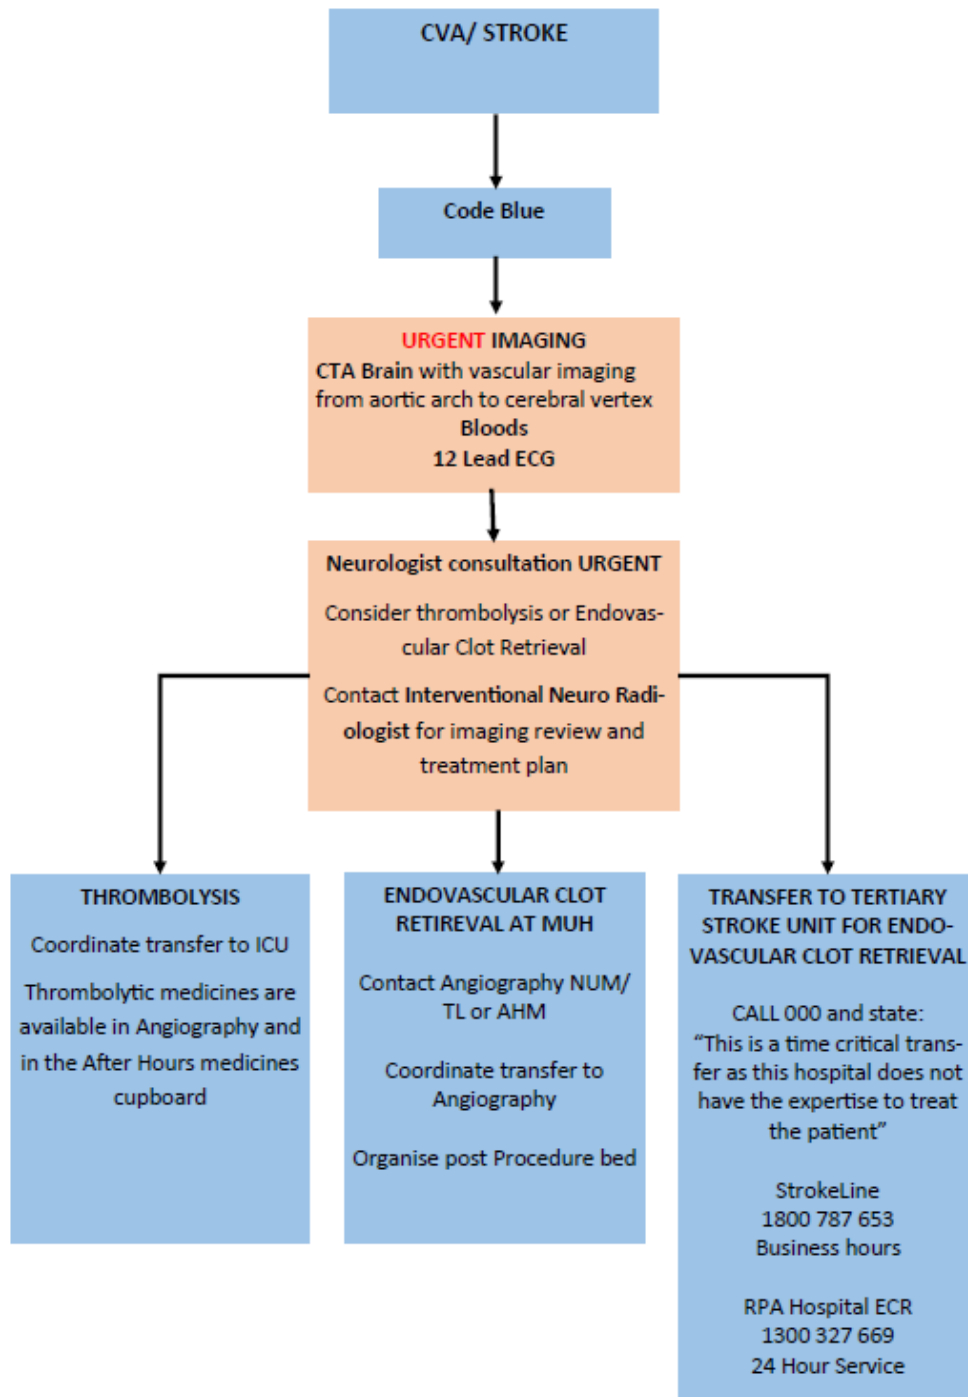 CVA/ STROKE
Code Blue
URGENT IMAGING
CTA Brain with vascular imaging
from aortic arch to cerebral vertex
Bloods
12 Lead ECG
Neurologist consultation URGENT
Consider thrombolysis or Endovas-
cular Clot Retrieval
Contact Interventional Neuro Radi-
ologist for imaging review and
treatment plan
THROMBOLYSIS
Coordinate transfer to ICU
Thrombolytic medicines are
available in Angiography and
in the After Hours medicines
cupboard
ENDOVASCULAR CLOT
RETIREVAL AT MUH
Contact Angiography NUM/
TL or AHM
Coordinate transfer to
Angiography
Organise post Procedure bed
TRANSFER TO TERTIARY
STROKE UNIT FOR ENDO-
VASCULAR CLOT RETRIEVAL
CALL 000 and state:
“This is a time critical trans-
fer as this hospital does not
have the expertise to treat
the patient”
StrokeLine
1800 787 653
Business hours
RPA Hospital ECR
1300 327 669
24 Hour Service